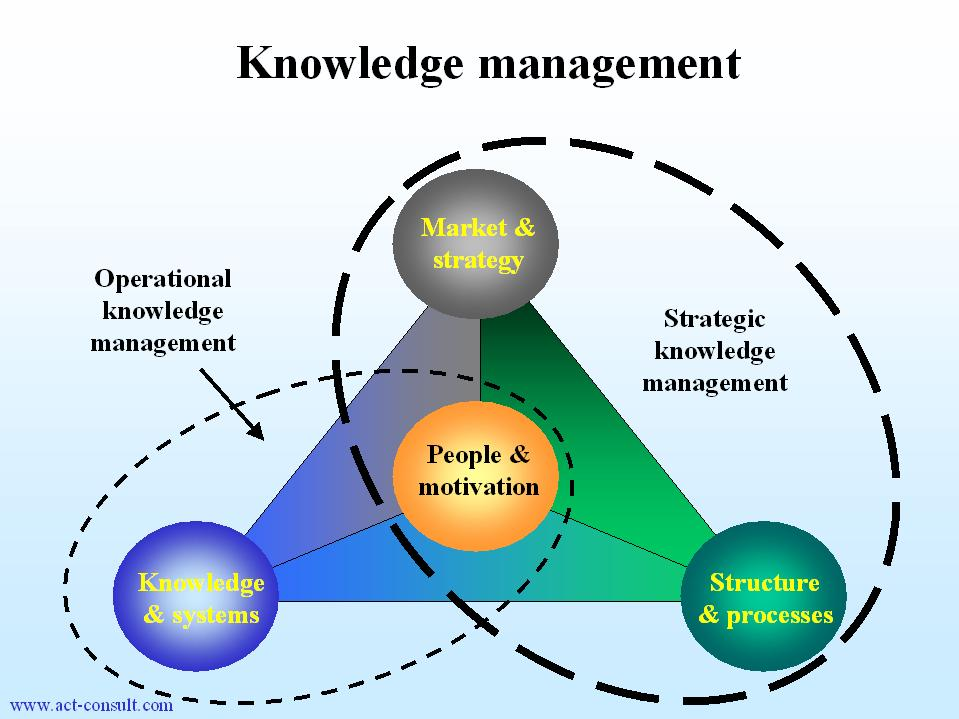 Knowledge management
Market &
strategy
Operational
knowledge
management
Strategic
knowledge
management
People &
motivation
Knowledge
& systems
Structure
& processes
www.act-consult.com